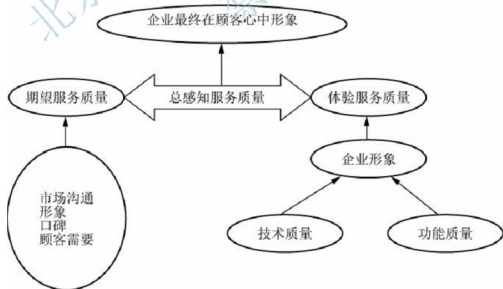 北京
企业最终在顾客心中形象
期望服务质量
总感知服务质量
体验服务质量
企业形象
市场沟通
形象
口碑
顾客需要
技术质量
功能质量